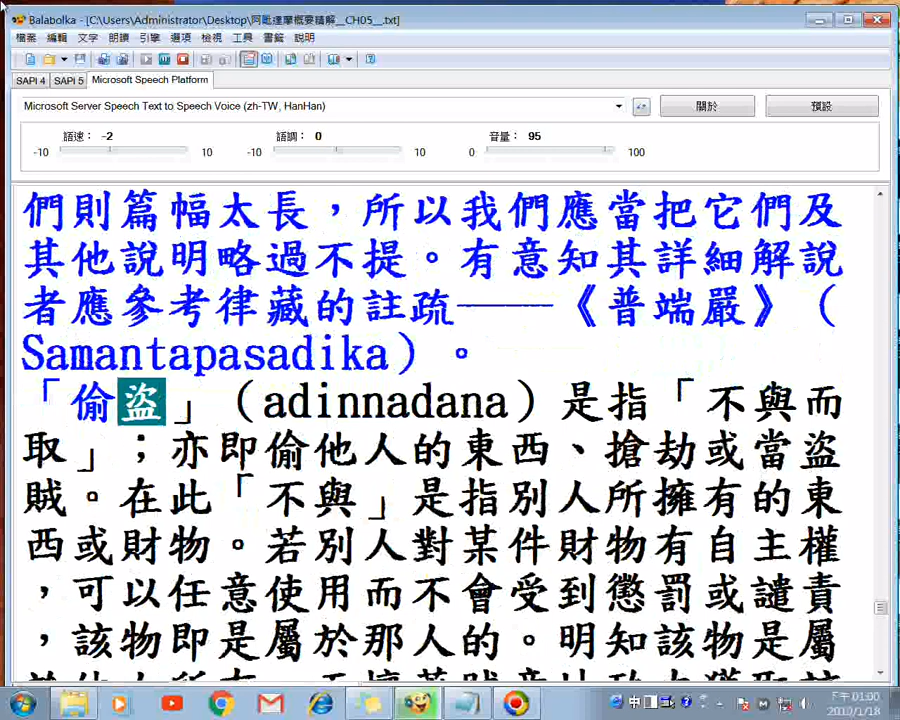 Balabolka - [C:\Users\Administrator\Desktop\阿毗達摩概要精解__CH05__.txt]
檔案 編輯 文字 朗讀 引擎 選項 檢視 工具 書籤 說明
SAPI 4 SAPI 5 Microsoft Speech Platform
Microsoft Server Speech Text to Speech Voice (zh-TW, HanHan) 關於 預設
語速： -2 語調： 0 音量： 95
-10 10 -10 10 0 100
們則篇幅太長，所以我們應當把它們及
其他說明略過不提。有意知其詳細解說
者應參考律藏的註疏——《普端嚴》（
Samantapasadika）。
「偷盜」（adinnadana）是指「不與而
取」；亦即偷他人的東西、搶劫或當盜
賊。在此「不與」是指別人所擁有的東
西或財物。若別人對某件財物有自主權
，可以任意使用而不會受到懲罰或譴責
，該物即是屬於那人的。明知該物是屬
中
下午 01:00
2019/1/18